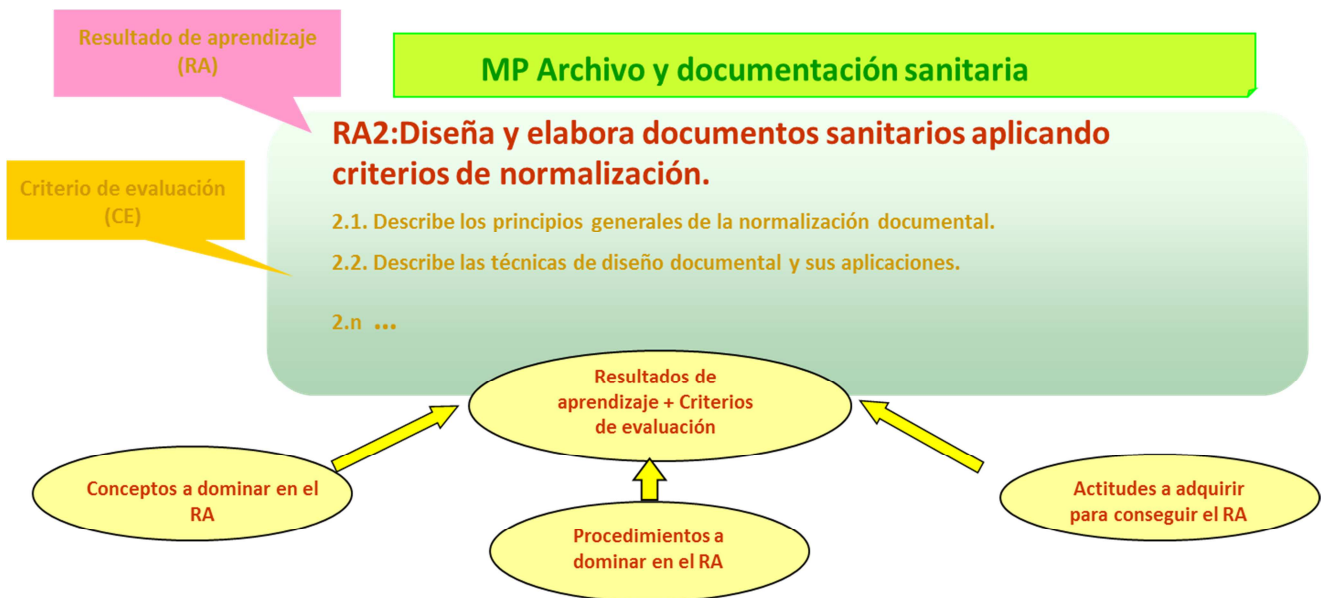 Resultado de aprendizaje
(RA)
MP Archivo y documentación sanitaria
RA2:Diseña y elabora documentos sanitarios aplicando
criterios de normalización.
Criterio de evaluación
(CE)
2.1. Describe los principios generales de la normalización documental.
2.2. Describe las técnicas de diseño documental y sus aplicaciones.
2.n ...
Resultados de
aprendizaje + Criterios
de evaluación
Conceptos a dominar en el
RA
Procedimientos a
dominar en el RA
Actitudes a adquirir
para conseguir el RA